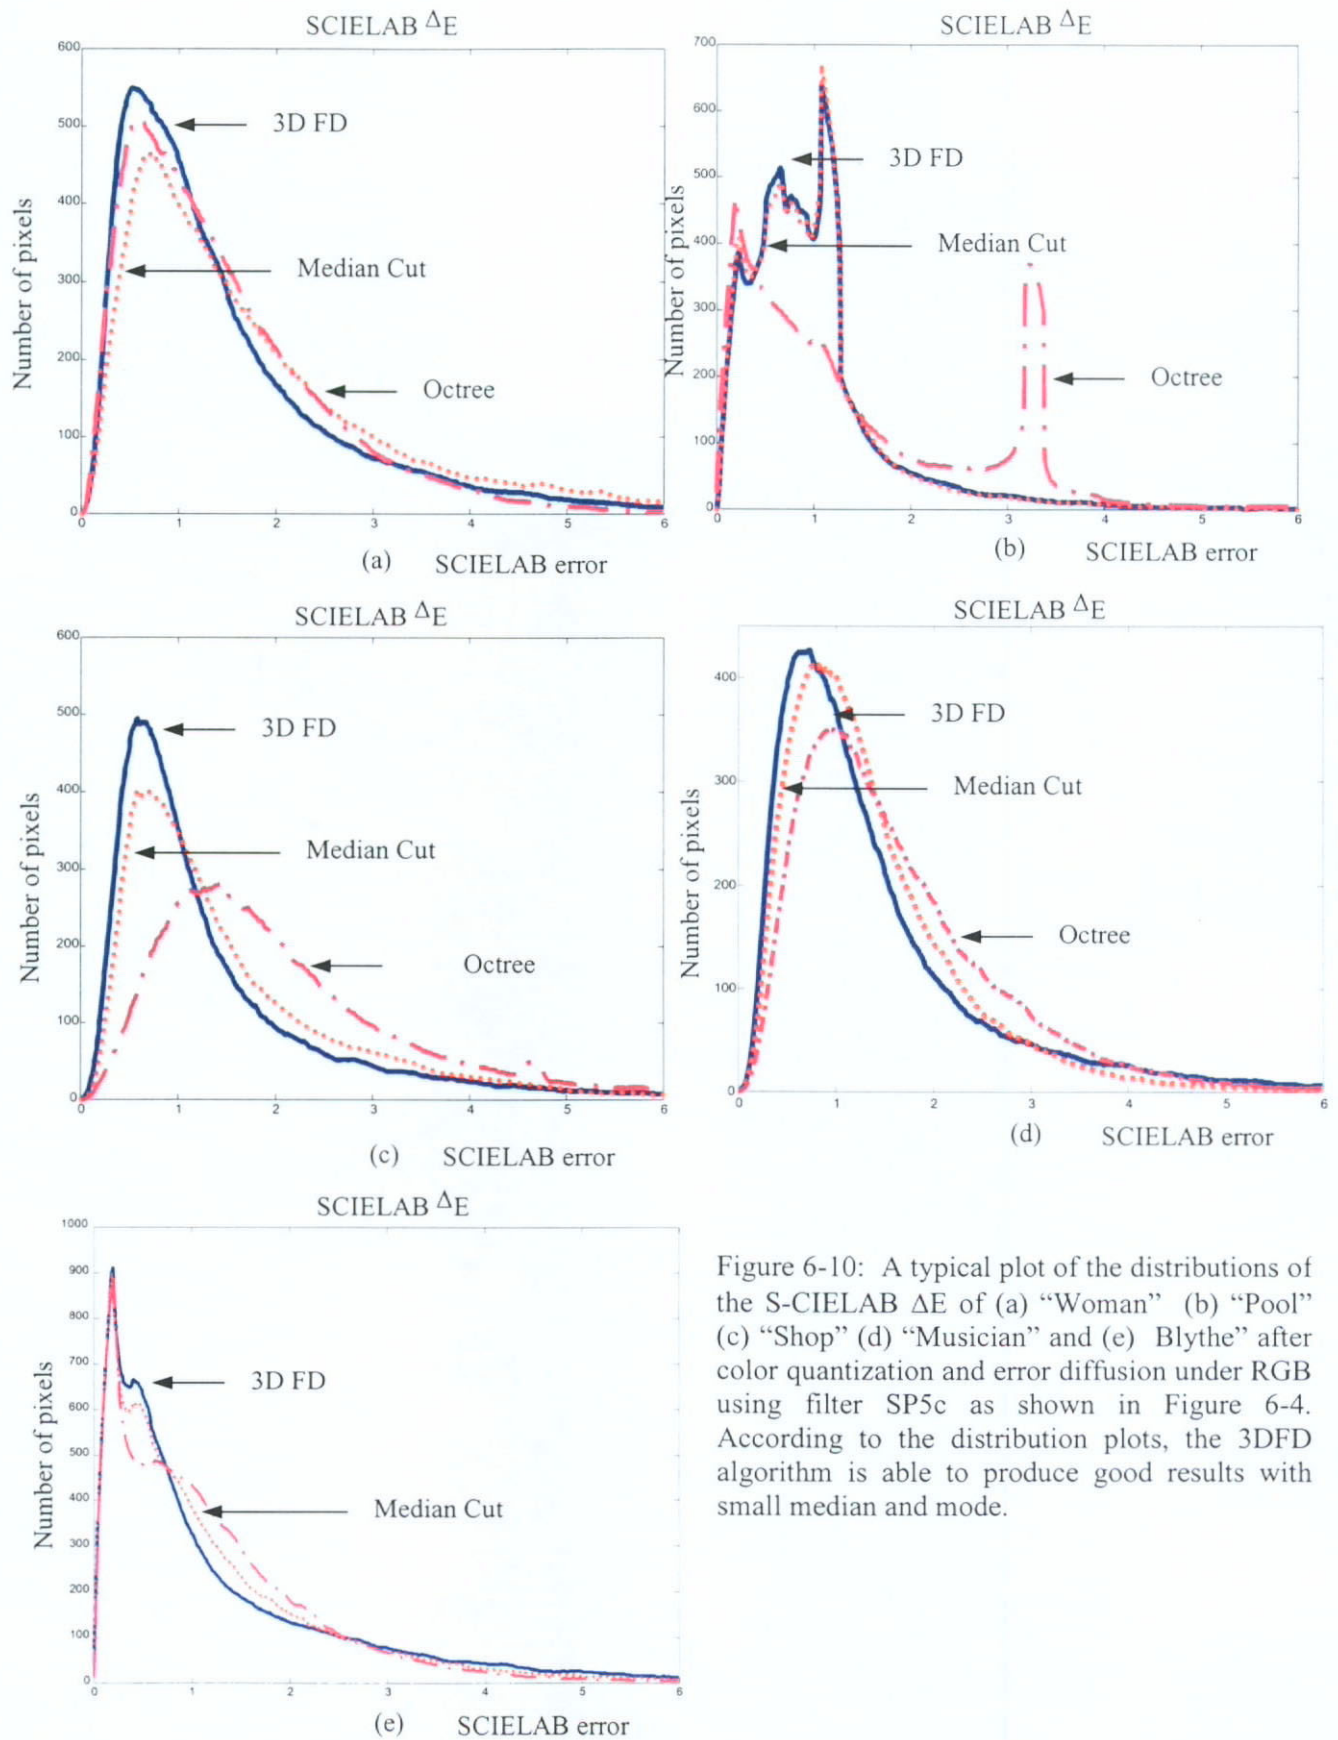 SCIELAB ΔE
600
500
400
300
200
100
0
0 1 2 3 4 5 6
Number of pixels
3D FD
Median Cut
Octree
(a) SCIELAB error
SCIELAB ΔE
700
600
500
400
300
200
100
0
0 1 2 3 4 5 6
Number of pixels
3D FD
Median Cut
Octree
(b) SCIELAB error
SCIELAB ΔE
600
500
400
300
200
100
0
0 1 2 3 4 5 6
Number of pixels
3D FD
Median Cut
Octree
(c) SCIELAB error
SCIELAB ΔE
400
300
200
100
0
0 1 2 3 4 5 6
Number of pixels
3D FD
Median Cut
Octree
(d) SCIELAB error
SCIELAB ΔE
1000
900
800
700
600
500
400
300
200
100
0
0 1 2 3 4 5 6
Number of pixels
3D FD
Median Cut
(e) SCIELAB error
Figure 6-10: A typical plot of the distributions of
the S-CIELAB ΔE of (a) “Woman” (b) “Pool”
(c) “Shop” (d) “Musician” and (e) Blythe” after
color quantization and error diffusion under RGB
using filter SP5c as shown in Figure 6-4.
According to the distribution plots, the 3DFD
algorithm is able to produce good results with
small median and mode.